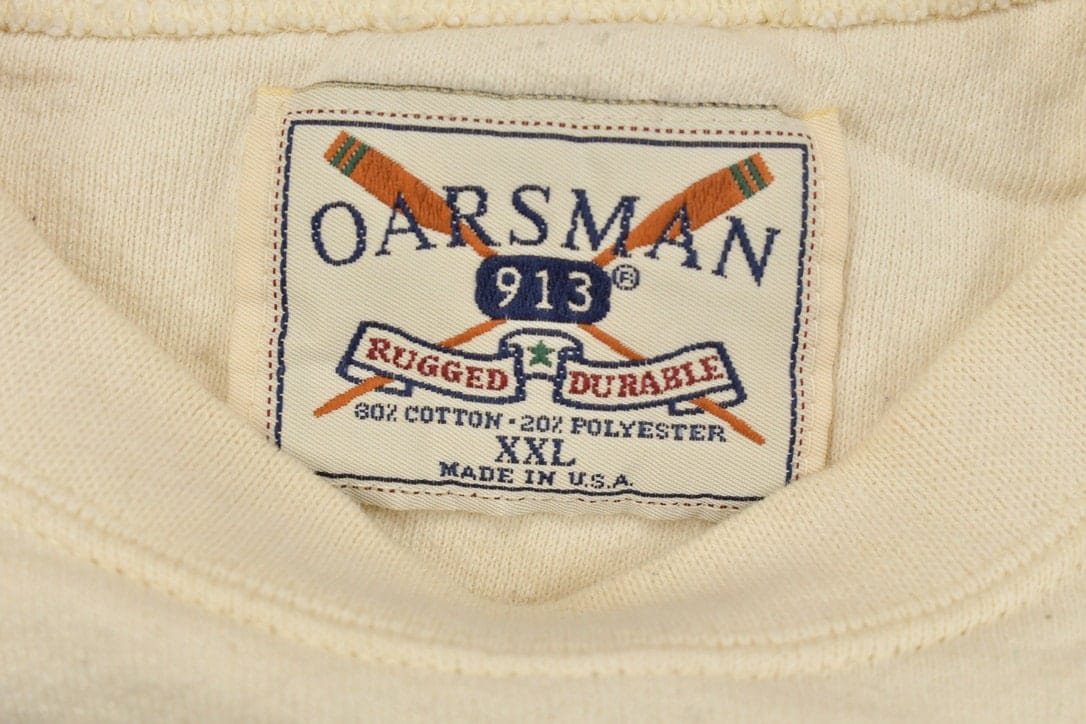 OARSMAN
913®
RUGGED DURABLE
80% COTTON · 20% POLYESTER
XXL
MADE IN U.S.A.